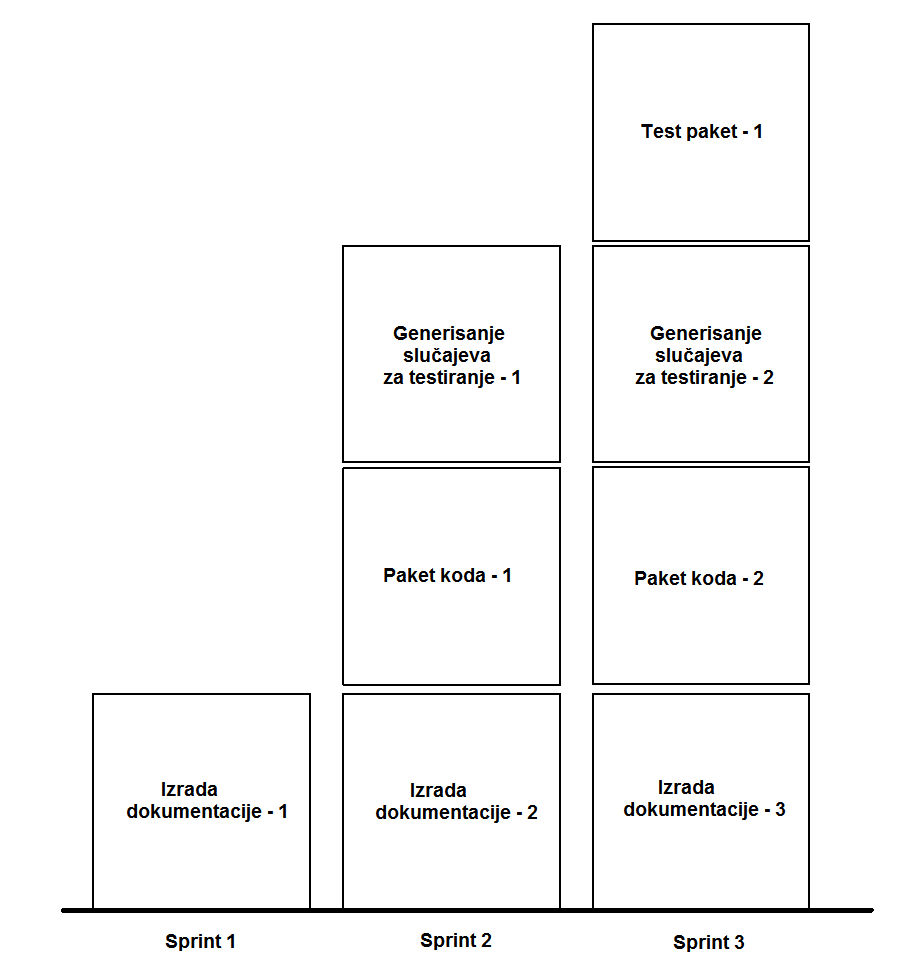 Test paket - 1
Generisanje
slučajeva
za testiranje - 1
Generisanje
slučajeva
za testiranje - 2
Paket koda - 1
Paket koda - 2
Izrada
dokumentacije - 1
Izrada
dokumentacije - 2
Izrada
dokumentacije - 3
Sprint 1
Sprint 2
Sprint 3